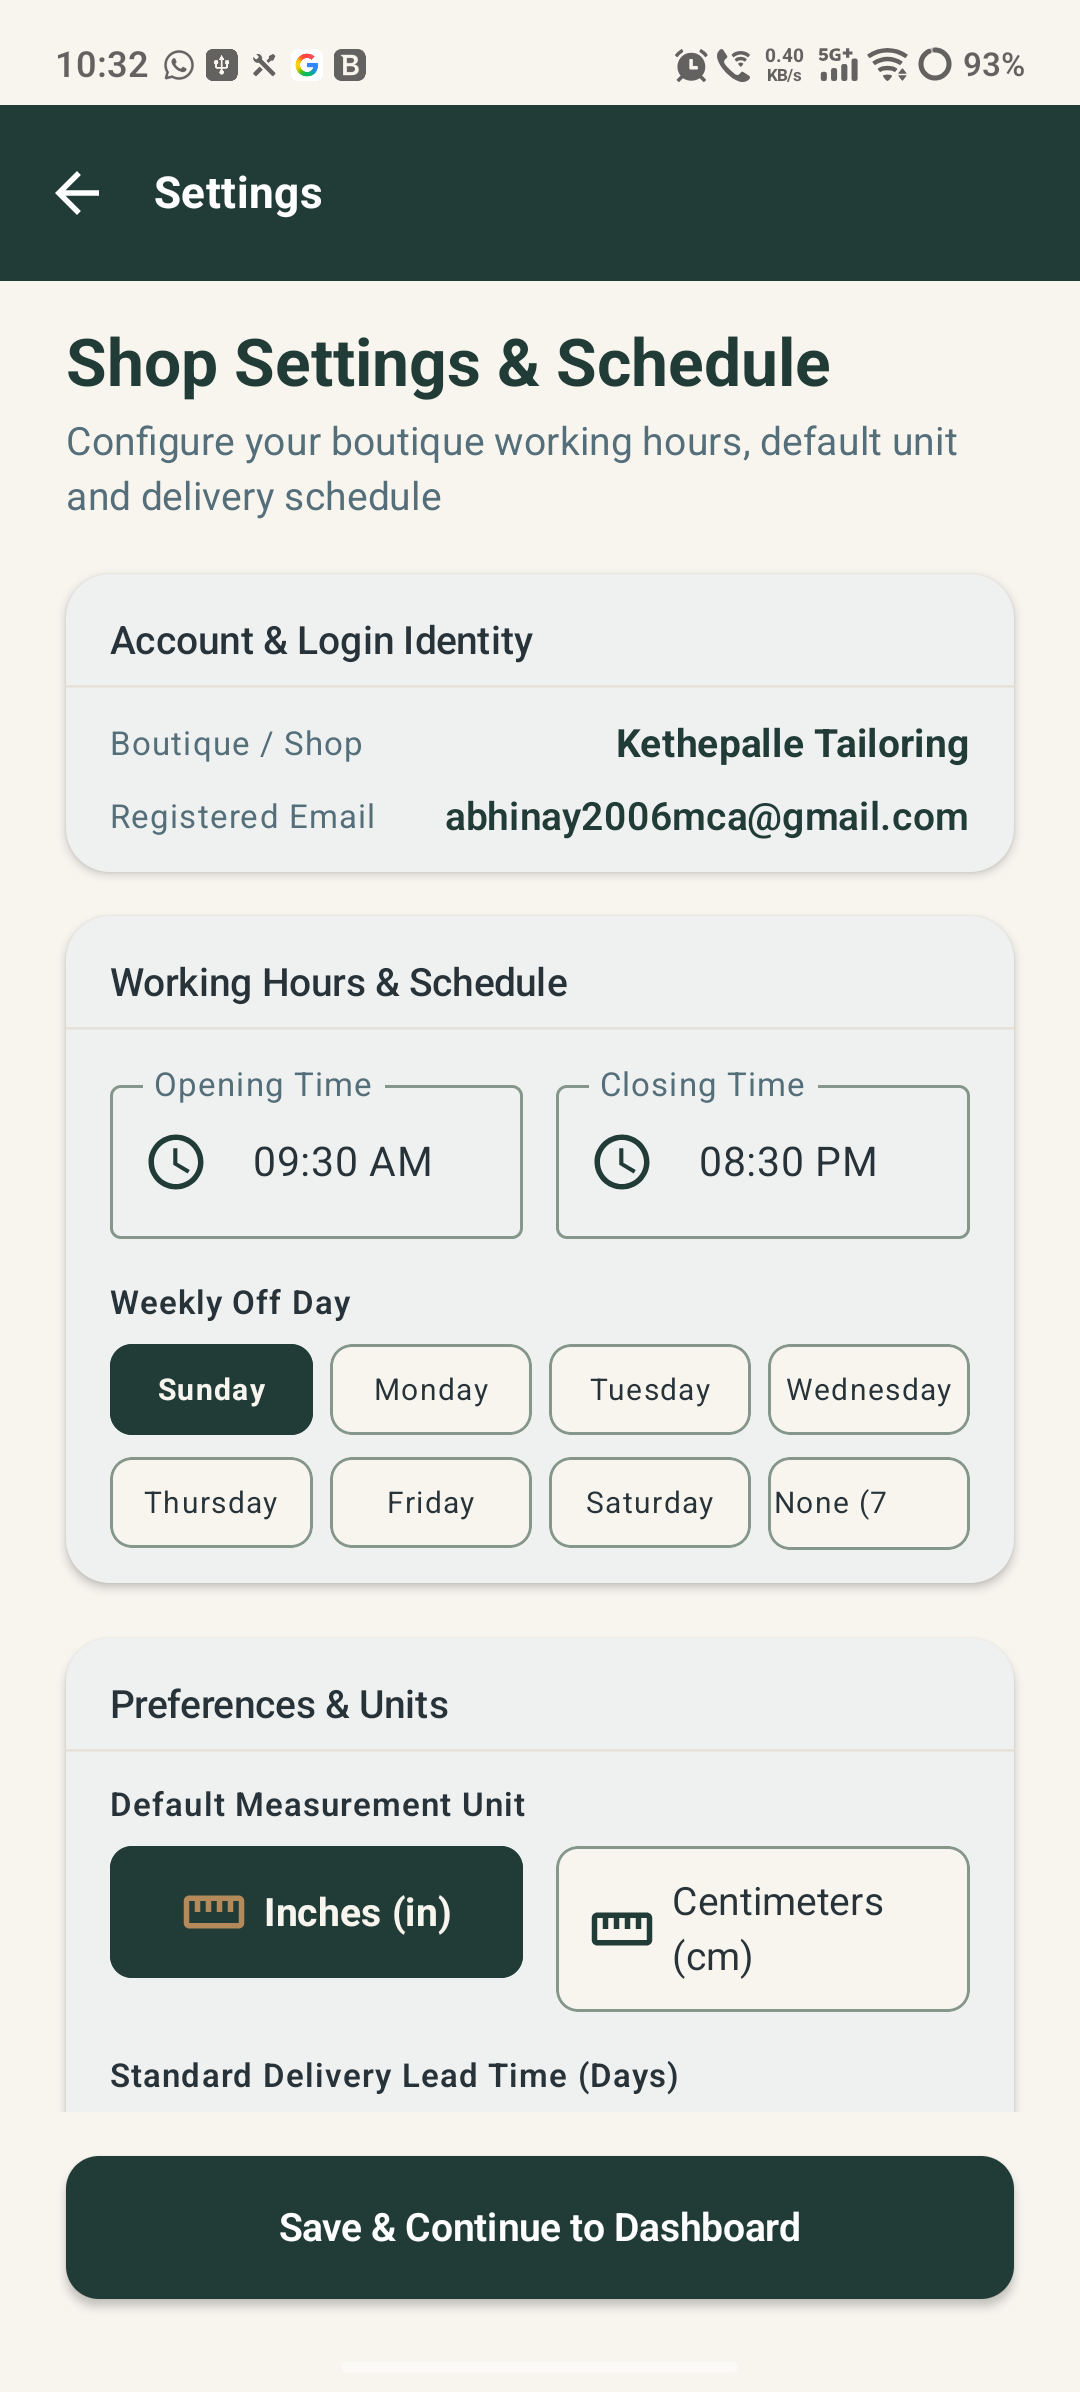 10:32 B 0.40 KB/s 5G+ 93%
Settings
Shop Settings & Schedule
Configure your boutique working hours, default unit
and delivery schedule
Account & Login Identity
Boutique / Shop Kethepalle Tailoring
Registered Email abhinay2006mca@gmail.com
Working Hours & Schedule
Opening Time Closing Time
09:30 AM 08:30 PM
Weekly Off Day
Sunday Monday Tuesday Wednesday
Thursday Friday Saturday None (7
Preferences & Units
Default Measurement Unit
Inches (in) Centimeters
(cm)
Standard Delivery Lead Time (Days)
Save & Continue to Dashboard